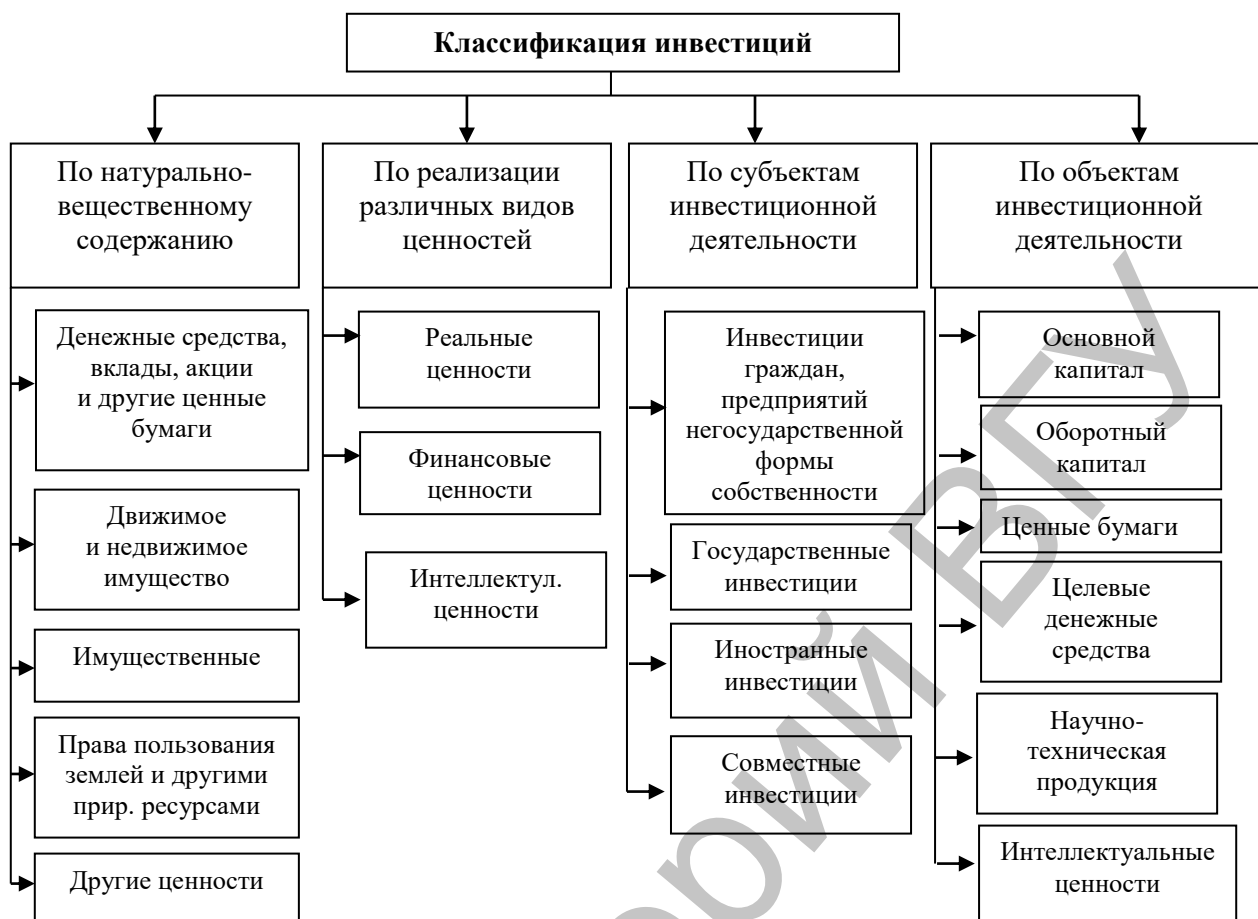 Классификация инвестиций
По натурально-
вещественному
содержанию
Денежные средства,
вклады, акции
и другие ценные
бумаги
Движимое
и недвижимое
имущество
Имущественные
Права пользования
землей и другими
прир. ресурсами
Другие ценности
По реализации
различных видов
ценностей
Реальные
ценности
Финансовые
ценности
Интеллектул.
ценности
По субъектам
инвестиционной
деятельности
Инвестиции
граждан,
предприятий
негосударственной
формы
собственности
Государственные
инвестиции
Иностранные
инвестиции
Совместные
инвестиции
По объектам
инвестиционной
деятельности
Основной
капитал
Оборотный
капитал
Ценные бумаги
Целевые
денежные
средства
Научно-
техническая
продукция
Интеллектуальные
ценности
ВГУ